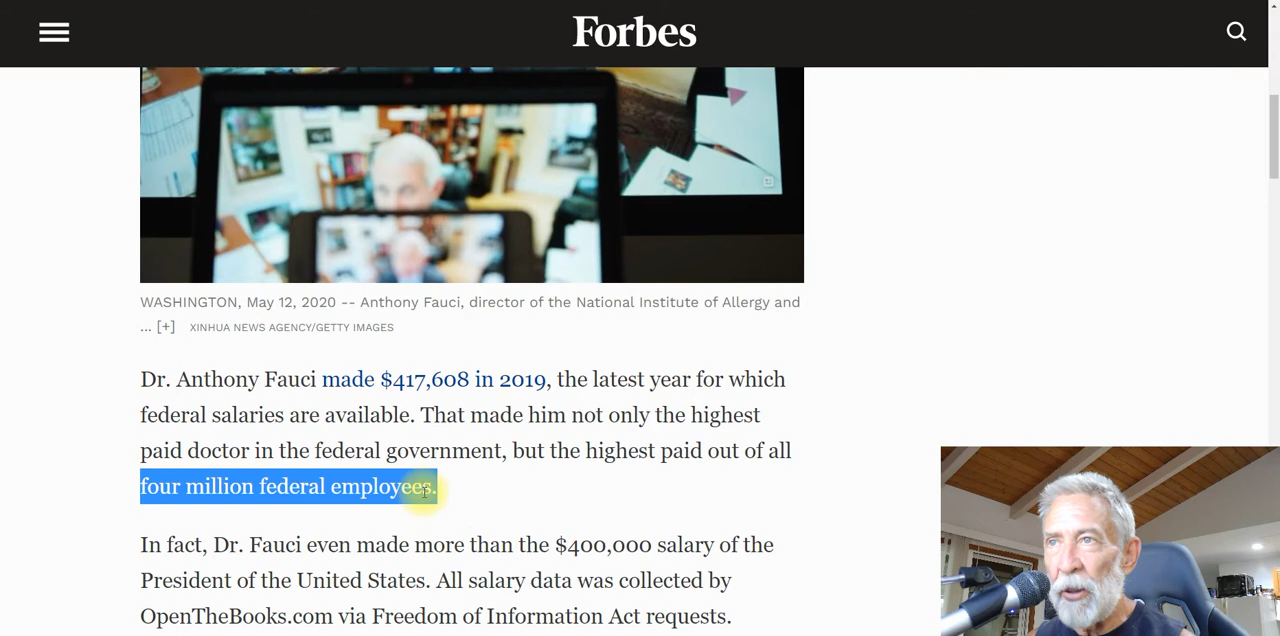 Forbes
WASHINGTON, May 12, 2020 -- Anthony Fauci, director of the National Institute of Allergy and
... [+] XINHUA NEWS AGENCY/GETTY IMAGES
Dr. Anthony Fauci made $417,608 in 2019, the latest year for which
federal salaries are available. That made him not only the highest
paid doctor in the federal government, but the highest paid out of all
four million federal employees.
In fact, Dr. Fauci even made more than the $400,000 salary of the
President of the United States. All salary data was collected by
OpenTheBooks.com via Freedom of Information Act requests.